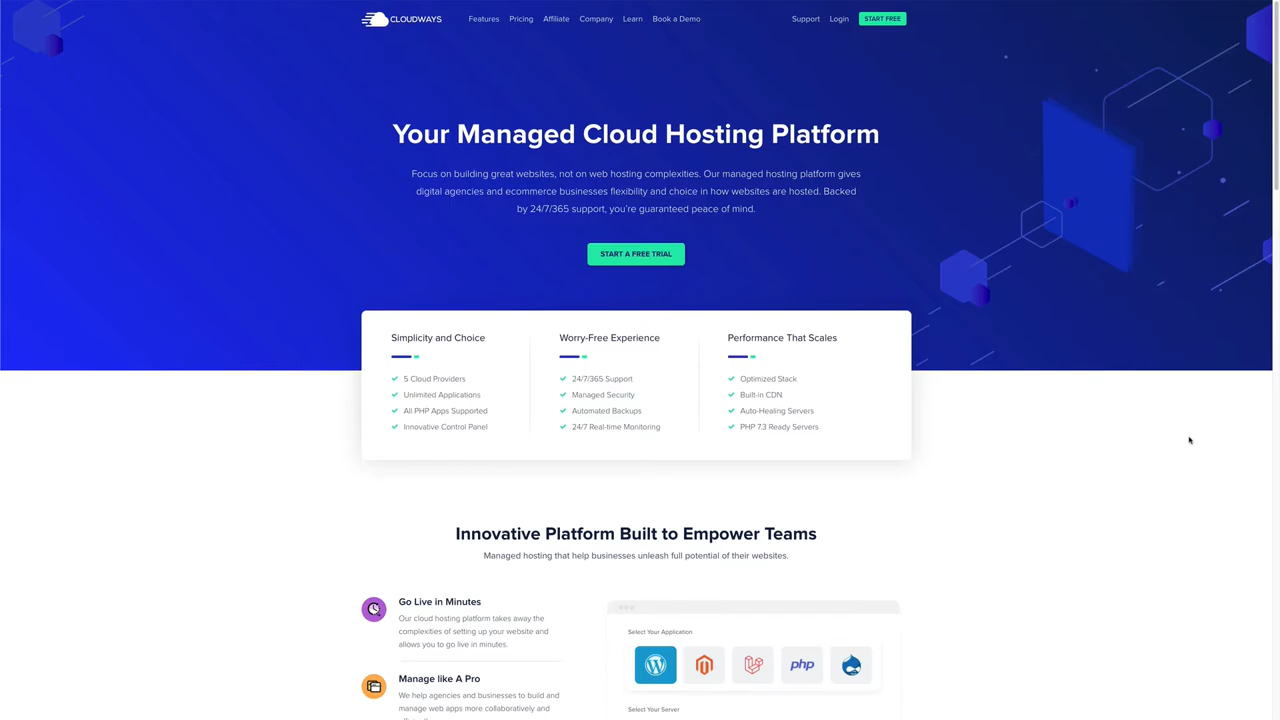 CLOUDWAYS Features Pricing Affiliate Company Learn Book a Demo Support Login START FREE
Your Managed Cloud Hosting Platform
Focus on building great websites, not on web hosting complexities. Our managed hosting platform gives
digital agencies and ecommerce businesses flexibility and choice in how websites are hosted. Backed
by 24/7/365 support, you're guaranteed peace of mind.
START A FREE TRIAL
Simplicity and Choice
5 Cloud Providers
Unlimited Applications
All PHP Apps Supported
Innovative Control Panel
Worry-Free Experience
24/7/365 Support
Managed Security
Automated Backups
24/7 Real-time Monitoring
Performance That Scales
Optimized Stack
Built-in CDN
Auto-Healing Servers
PHP 7.3 Ready Servers
Innovative Platform Built to Empower Teams
Managed hosting that help businesses unleash full potential of their websites.
Go Live in Minutes
Our cloud hosting platform takes away the
complexities of setting up your website and
allows you to go live in minutes.
Manage like A Pro
We help agencies and businesses to build and
manage web apps more collaboratively and
Select Your Application
php
Select Your Server